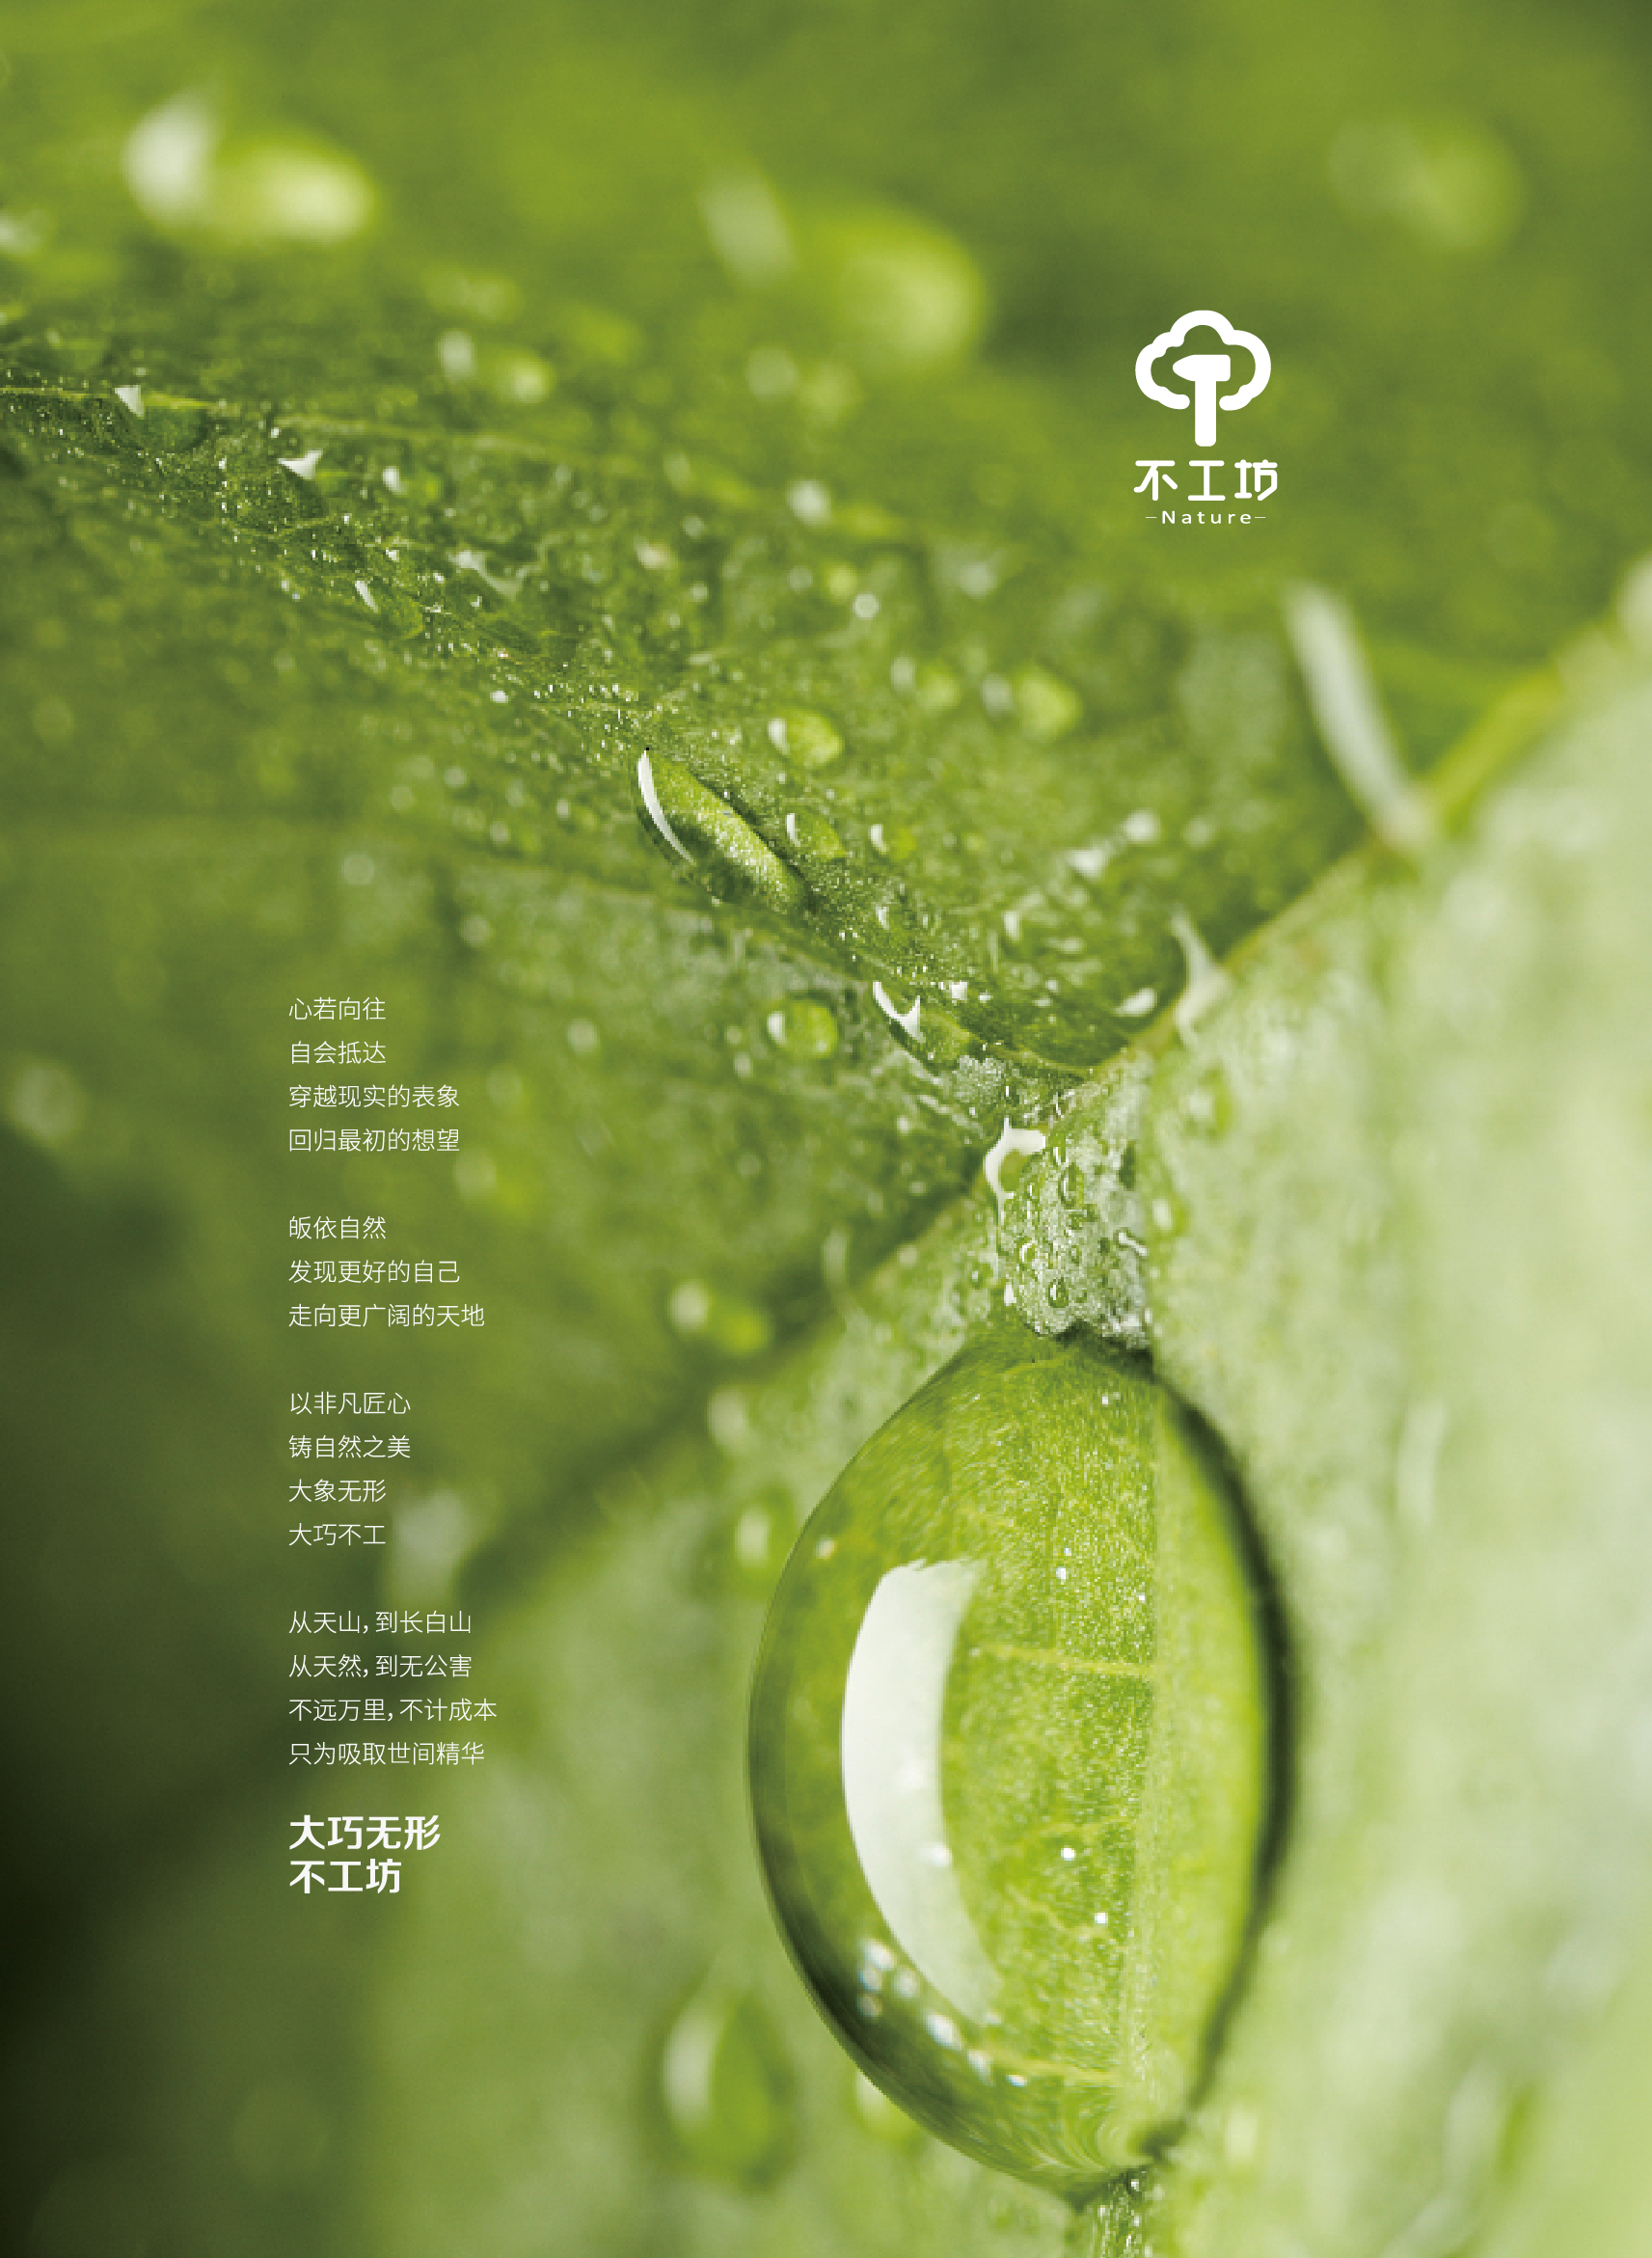 不工坊
-Nature-
心若向往
自会抵达
穿越现实的表象
回归最初的想望
皈依自然
发现更好的自己
走向更广阔的天地
以非凡匠心
铸自然之美
大象无形
大巧不工
从天山,到长白山
从天然,到无公害
不远万里,不计成本
只为吸取世间精华
大巧无形
不工坊